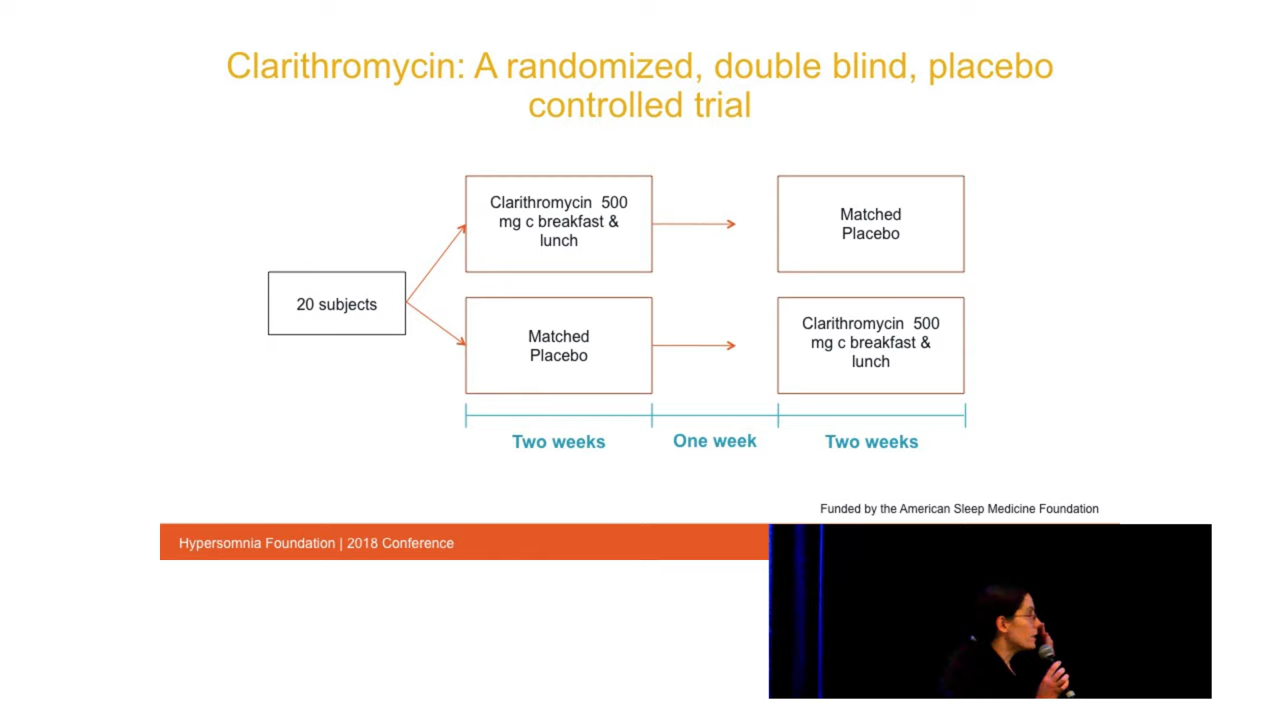 Clarithromycin: A randomized, double blind, placebo
controlled trial
Clarithromycin 500
mg c breakfast &
lunch
Matched
Placebo
20 subjects
Matched
Placebo
Clarithromycin 500
mg c breakfast &
lunch
Two weeks
One week
Two weeks
Funded by the American Sleep Medicine Foundation
Hypersomnia Foundation | 2018 Conference